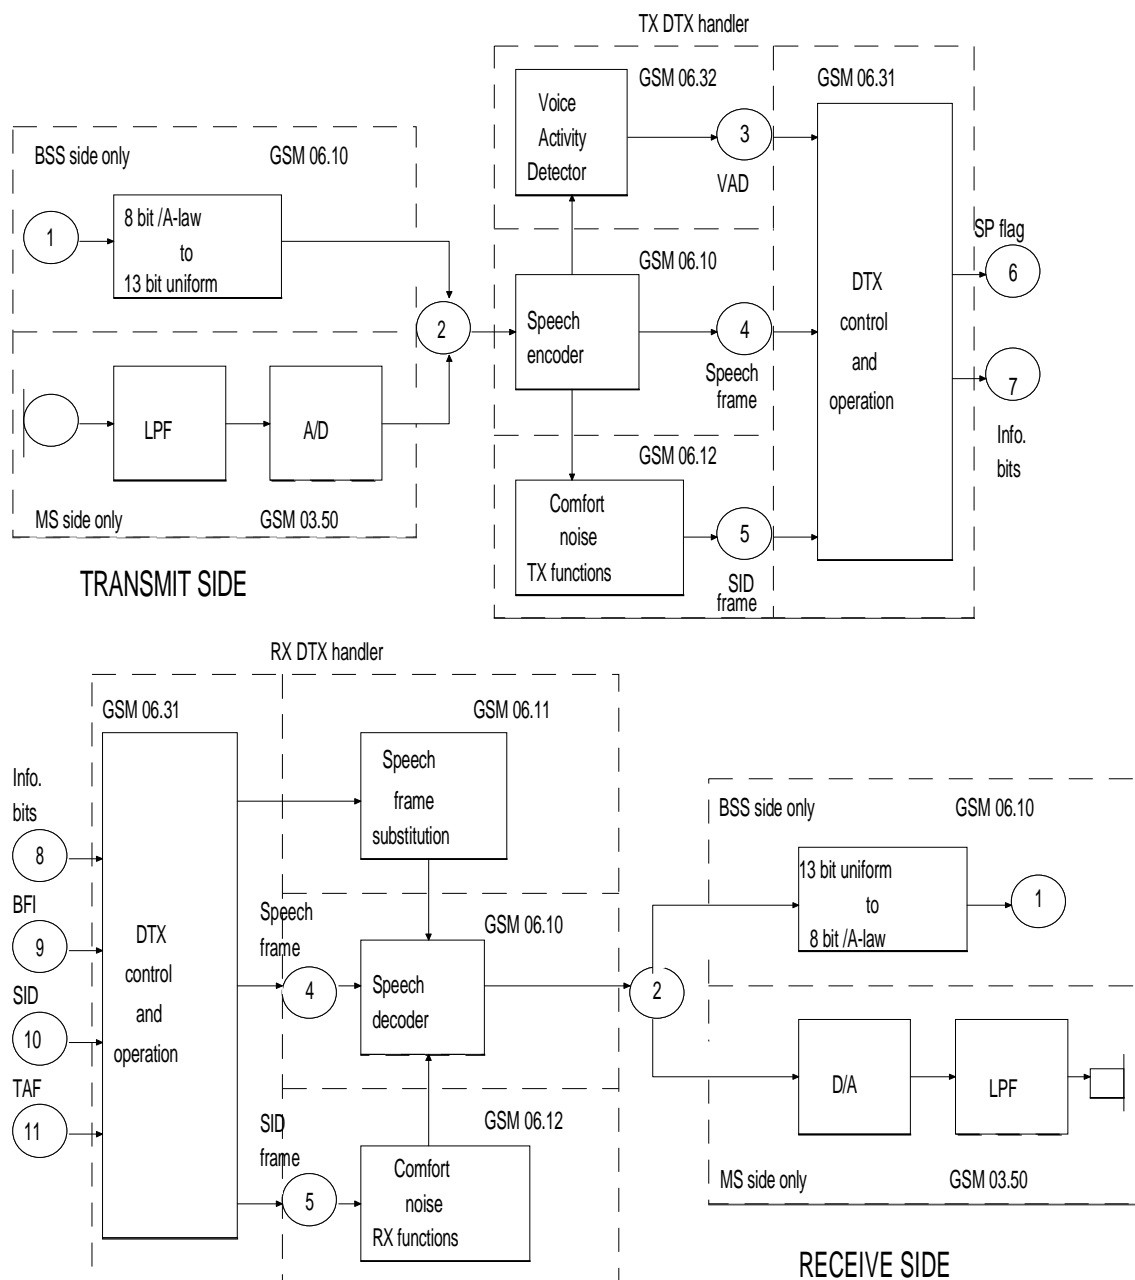 TX DTX handler
GSM 06.32
GSM 06.31
Voice
Activity
Detector
3
VAD
BSS side only
GSM 06.10
1
8 bit /A-law
to
13 bit uniform
2
LPF
A/D
MS side only
GSM 03.50
TRANSMIT SIDE
GSM 06.10
Speech
encoder
4
Speech
frame
GSM 06.12
Comfort
noise
TX functions
5
SID
frame
DTX
control
and
operation
SP flag
6
7
Info.
bits
RX DTX handler
GSM 06.31
GSM 06.11
Info.
bits
8
BFI
9
SID
10
TAF
11
DTX
control
and
operation
Speech
frame
substitution
Speech
frame
4
GSM 06.10
Speech
decoder
SID
frame
5
GSM 06.12
Comfort
noise
RX functions
2
BSS side only
GSM 06.10
13 bit uniform
to
8 bit /A-law
1
D/A
LPF
MS side only
GSM 03.50
RECEIVE SIDE